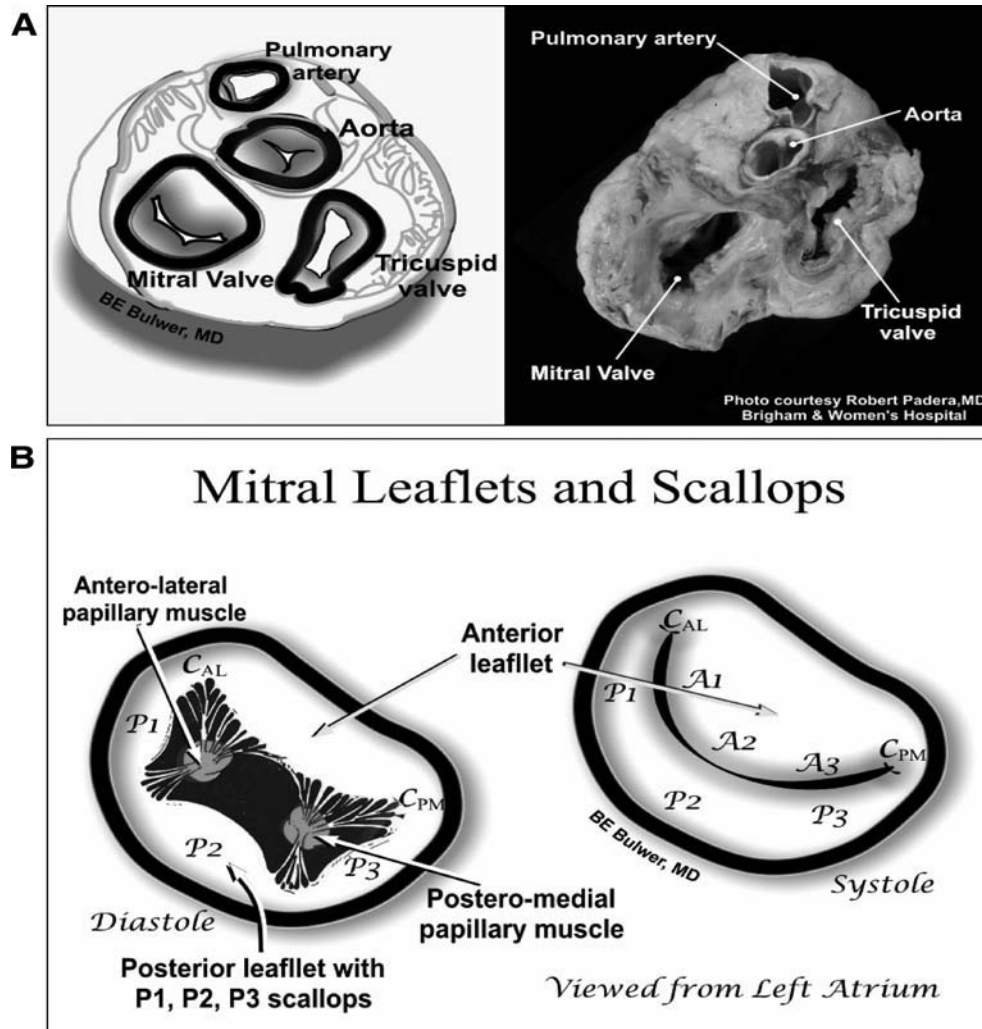 A
Pulmonary
artery
Aorta
Mitral Valve
Tricuspid
valve
BE Bulwer, MD
Pulmonary artery
Aorta
Tricuspid
valve
Mitral Valve
Photo courtesy Robert Padera,MD
Brigham & Women's Hospital
B
Mitral Leaflets and Scallops
Antero-lateral
papillary muscle
Anterior
leafllet
CAL
P1
CPM
P2
P3
Diastole
Postero-medial
papillary muscle
Posterior leafllet with
P1, P2, P3 scallops
CAL
P1
A1
A2
A3
CPM
P2
P3
BE Bulwer, MD
Systole
Viewed from Left Atrium